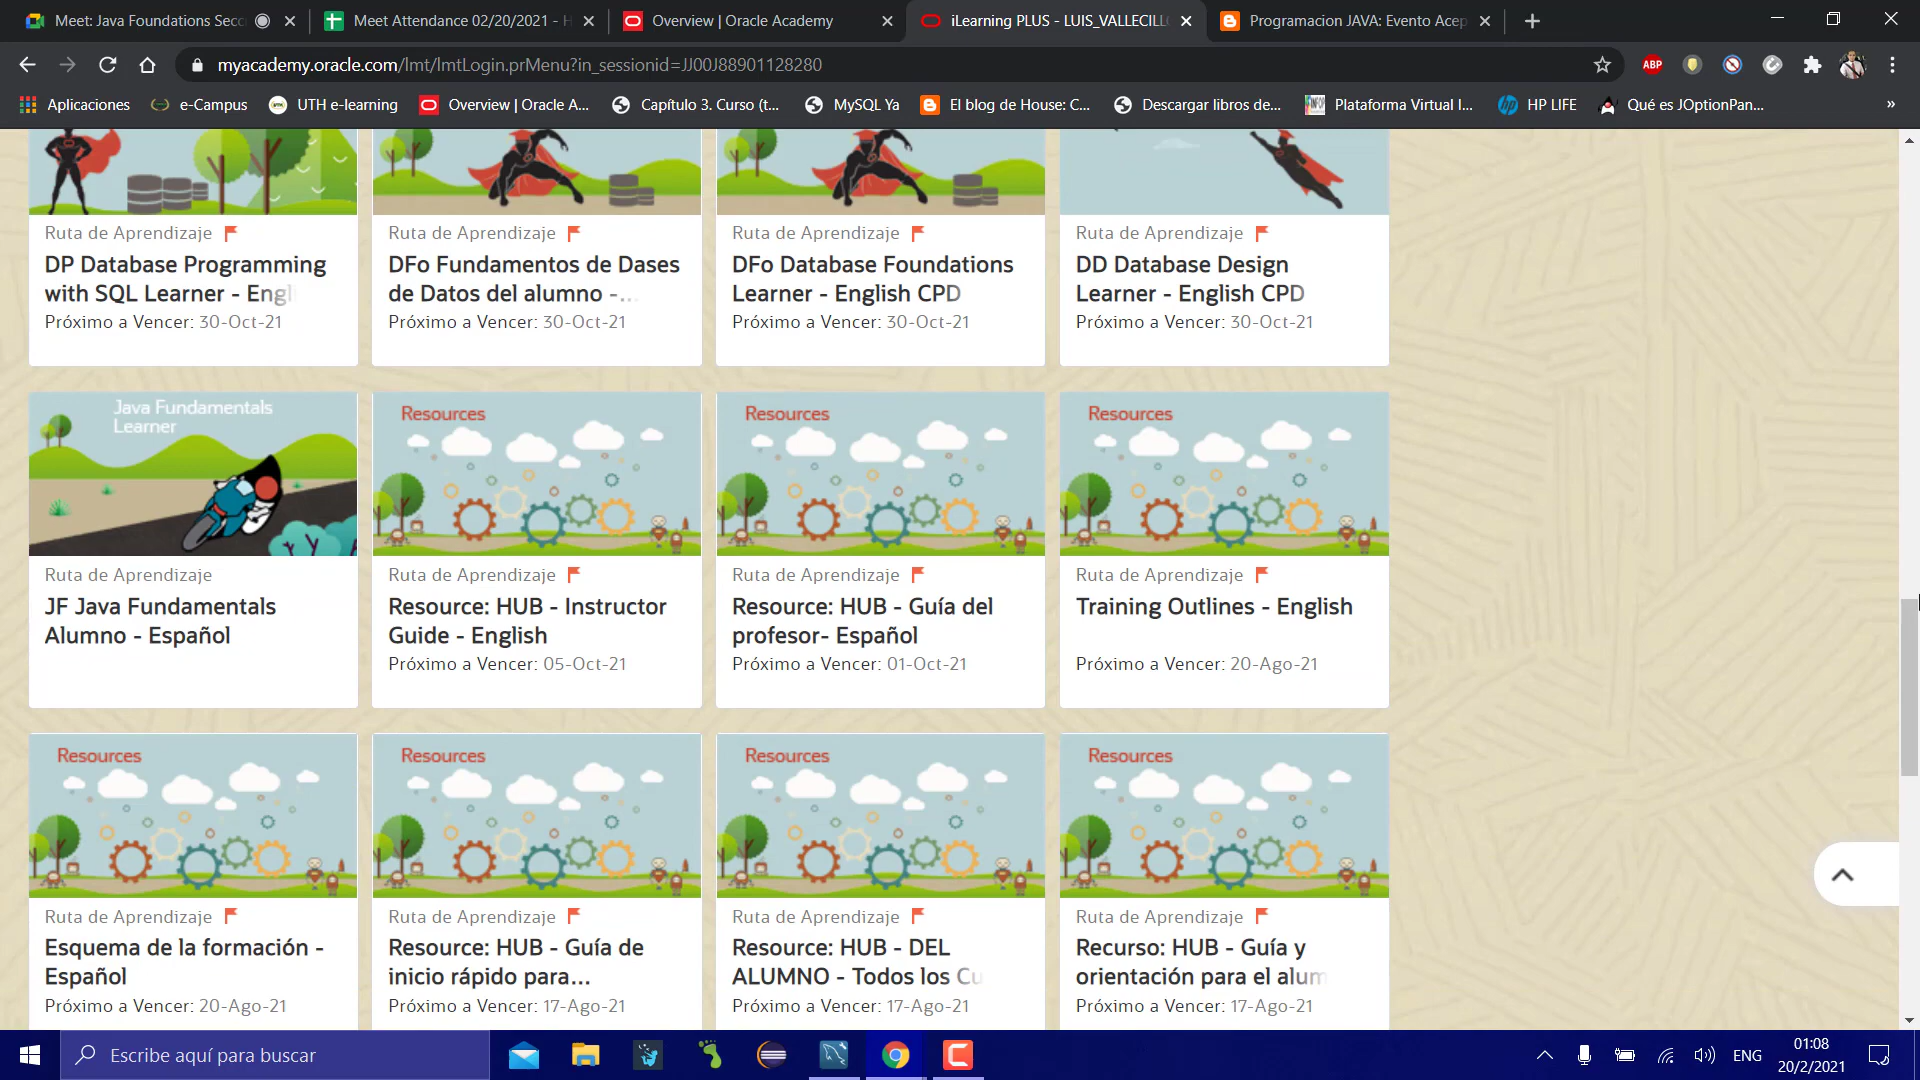 Meet: Java Foundations Secc
Meet Attendance 02/20/2021 - H
Overview | Oracle Academy
iLearning PLUS - LUIS_VALLECILLO
Programacion JAVA: Evento Acep
myacademy.oracle.com/lmt/lmtLogin.prMenu?in_sessionid=JJ00J88901128280
ABP
Aplicaciones
e-Campus
UTH e-learning
Overview | Oracle A...
Capítulo 3. Curso (t...
MySQL Ya
El blog de House: C...
Descargar libros de...
Plataforma Virtual I...
HP LIFE
Qué es JOptionPan...
»
Ruta de Aprendizaje
DP Database Programming
with SQL Learner - Engli
Próximo a Vencer: 30-Oct-21
Ruta de Aprendizaje
DFo Fundamentos de Dases
de Datos del alumno -...
Próximo a Vencer: 30-Oct-21
Ruta de Aprendizaje
DFo Database Foundations
Learner - English CPD
Próximo a Vencer: 30-Oct-21
Ruta de Aprendizaje
DD Database Design
Learner - English CPD
Próximo a Vencer: 30-Oct-21
Java Fundamentals
Learner
Ruta de Aprendizaje
JF Java Fundamentals
Alumno - Español
Resources
Ruta de Aprendizaje
Resource: HUB - Instructor
Guide - English
Próximo a Vencer: 05-Oct-21
Resources
Ruta de Aprendizaje
Resource: HUB - Guía del
profesor- Español
Próximo a Vencer: 01-Oct-21
Resources
Ruta de Aprendizaje
Training Outlines - English
Próximo a Vencer: 20-Ago-21
Resources
Ruta de Aprendizaje
Esquema de la formación -
Español
Próximo a Vencer: 20-Ago-21
Resources
Ruta de Aprendizaje
Resource: HUB - Guía de
inicio rápido para...
Próximo a Vencer: 17-Ago-21
Resources
Ruta de Aprendizaje
Resource: HUB - DEL
ALUMNO - Todos los Cu
Próximo a Vencer: 17-Ago-21
Resources
Ruta de Aprendizaje
Recurso: HUB - Guía y
orientación para el alum
Próximo a Vencer: 17-Ago-21
Escribe aquí para buscar
ENG
01:08
20/2/2021